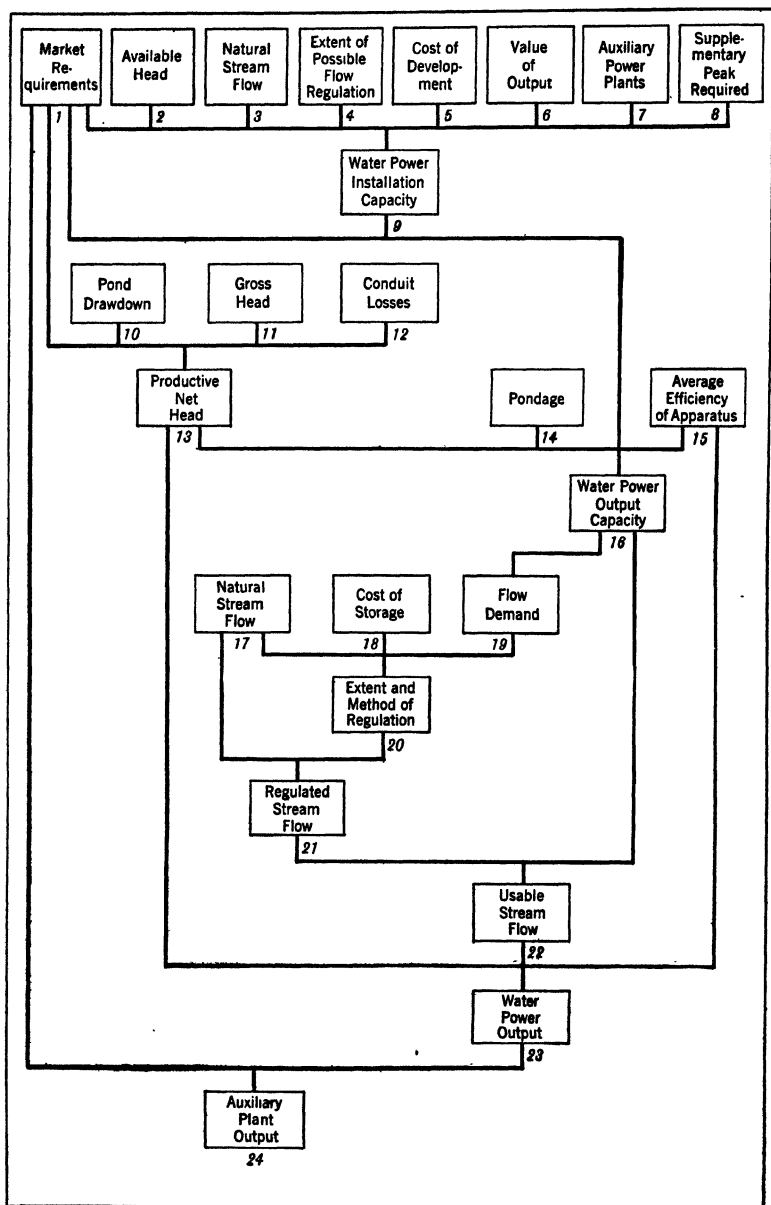 Market
Re-
quirements
1
Available
Head
2
Natural
Stream
Flow
3
Extent of
Possible
Flow
Regulation
4
Cost of
Develop-
ment
5
Value
of
Output
6
Auxiliary
Power
Plants
7
Supple-
mentary
Peak
Required
8
Water Power
Installation
Capacity
9
Pond
Drawdown
10
Gross
Head
11
Conduit
Losses
12
Productive
Net
Head
13
Pondage
14
Average
Efficiency
of Apparatus
15
Water Power
Output
Capacity
16
Natural
Stream
Flow
17
Cost of
Storage
18
Flow
Demand
19
Extent and
Method of
Regulation
20
Regulated
Stream
Flow
21
Usable
Stream
Flow
22
Water
Power
Output
23
Auxiliary
Plant
Output
24